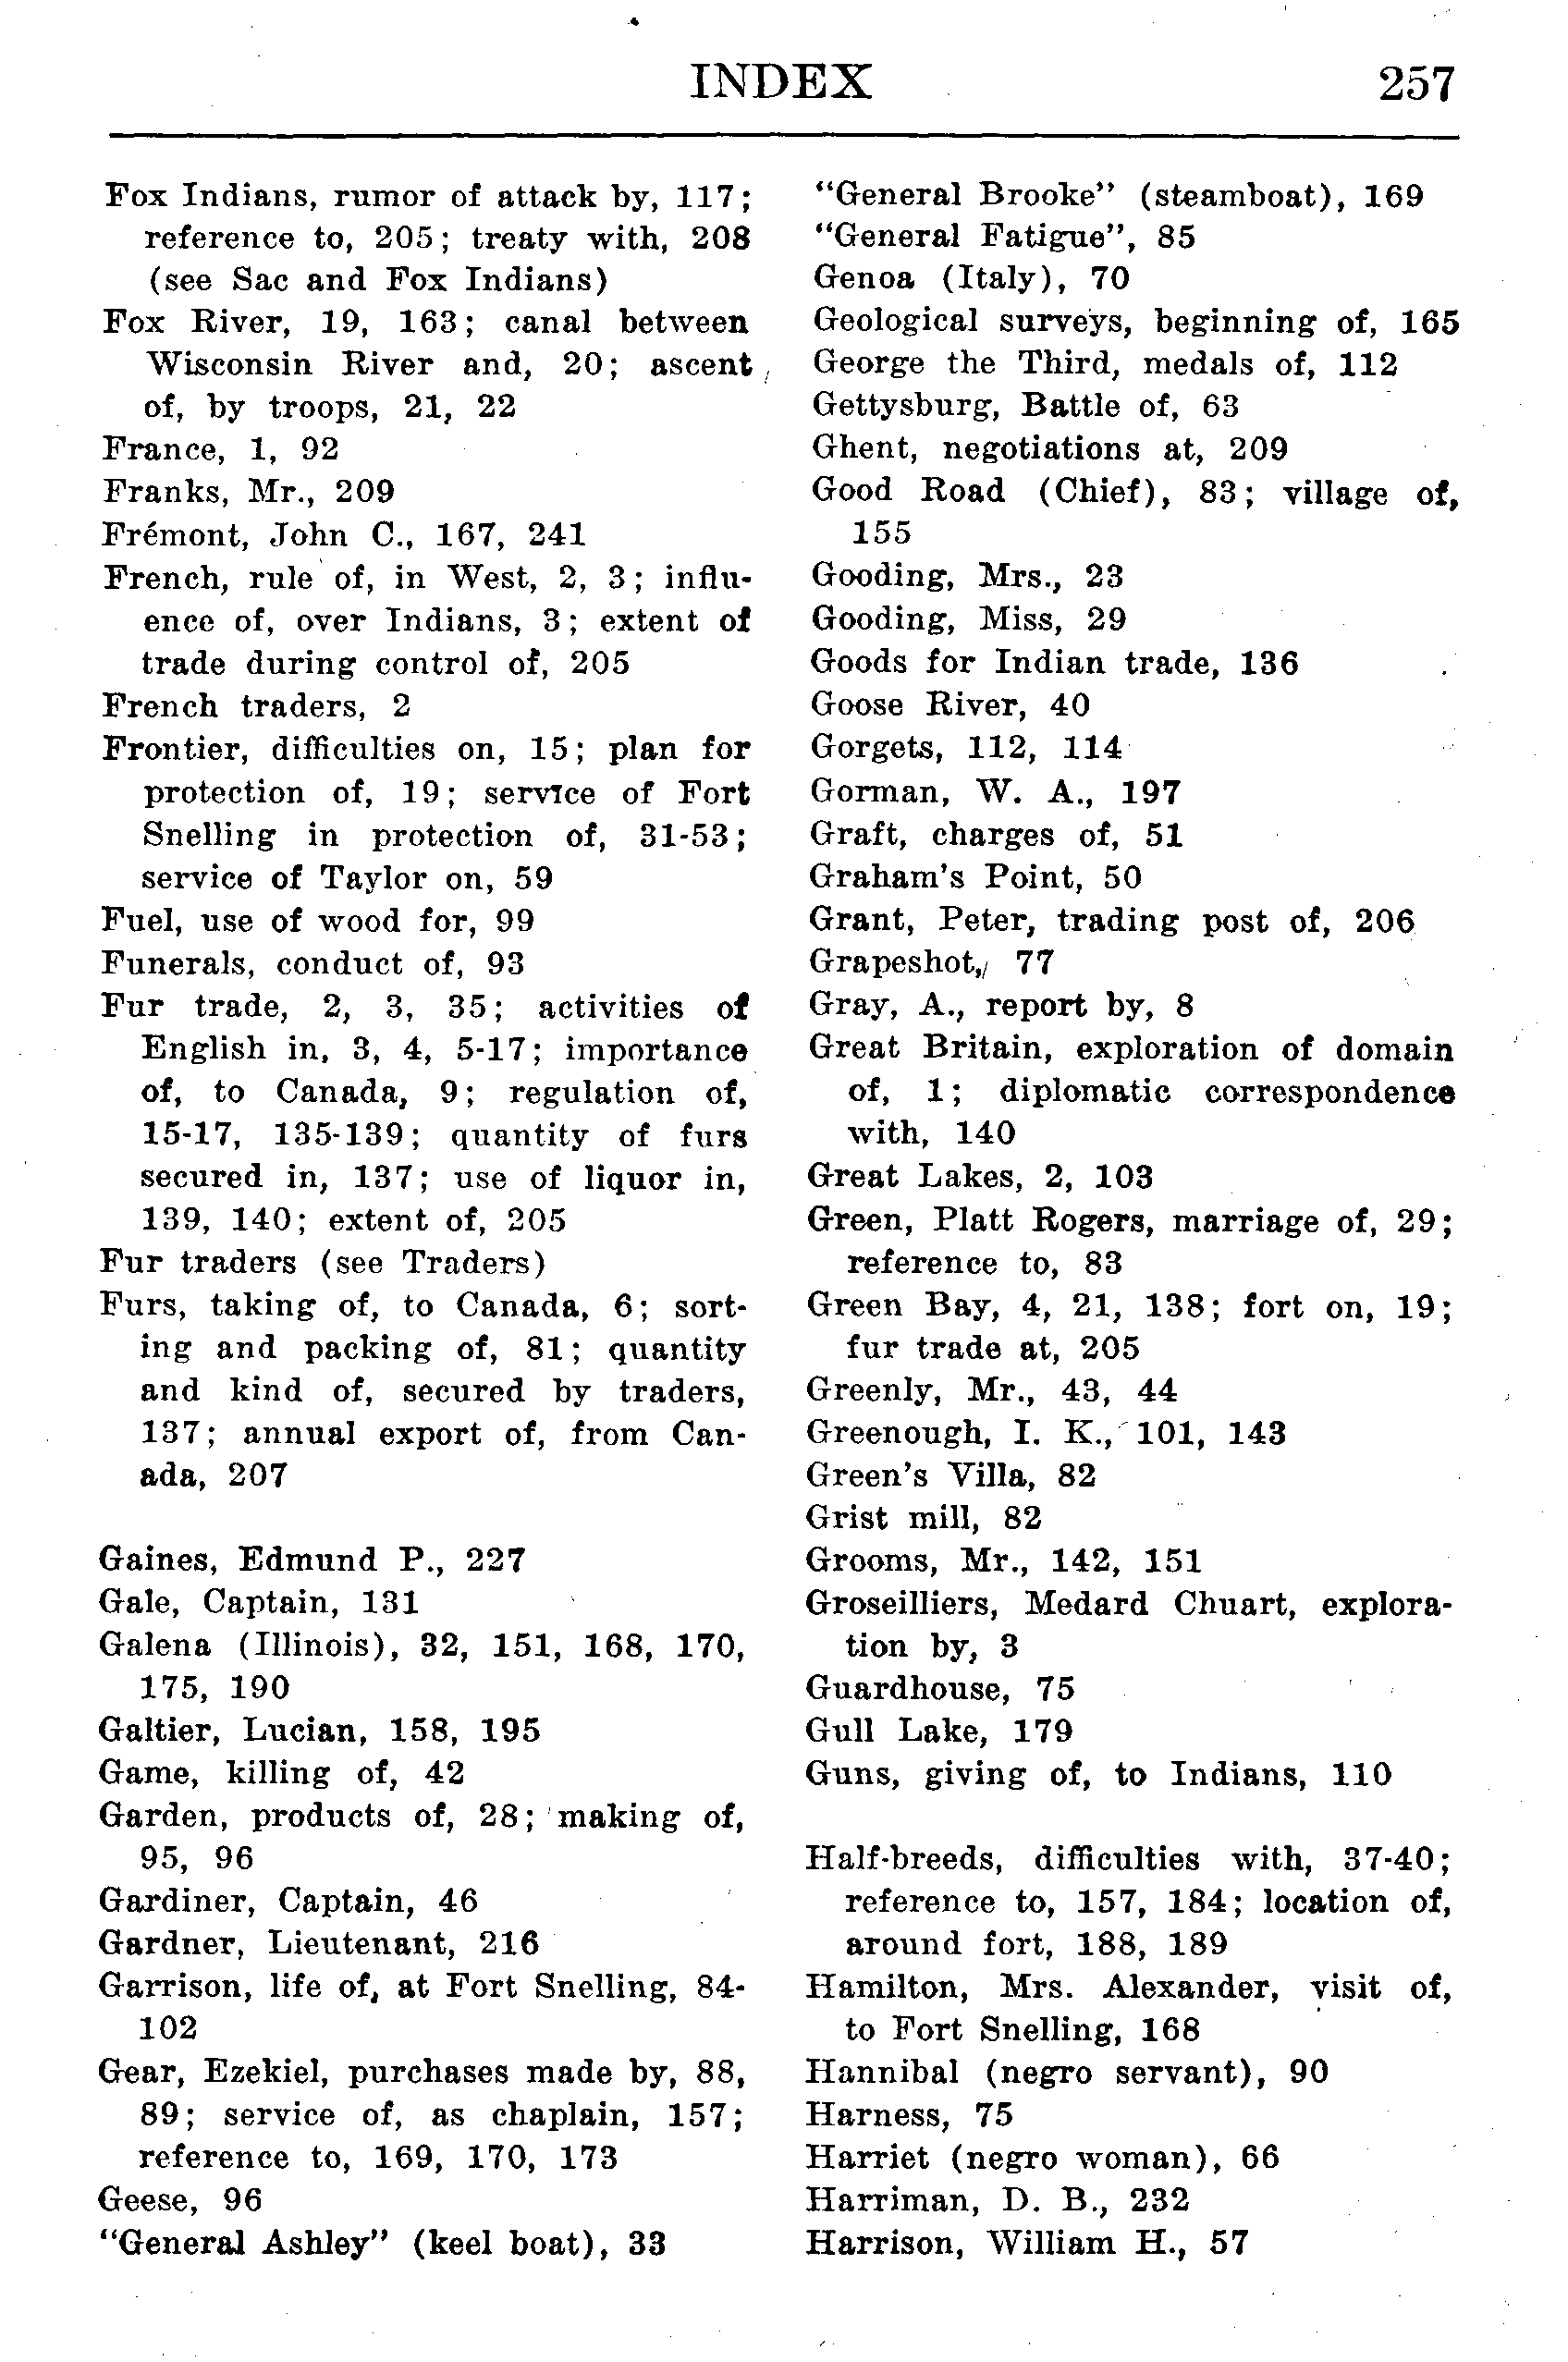 INDEX 257
Fox Indians, rumor of attack by, 117;
reference to, 205; treaty with, 208
(see Sac and Fox Indians)
Fox River, 19, 163; canal between
Wisconsin River and, 20; ascent
of, by troops, 21, 22
France, 1, 92
Franks, Mr., 209
Frémont, John C., 167, 241
French, rule of, in West, 2, 3; influ-
ence of, over Indians, 3; extent of
trade during control of, 205
French traders, 2
Frontier, difficulties on, 15; plan for
protection of, 19; service of Fort
Snelling in protection of, 31-53;
service of Taylor on, 59
Fuel, use of wood for, 99
Funerals, conduct of, 93
Fur trade, 2, 3, 35; activities of
English in, 3, 4, 5-17; importance
of, to Canada, 9; regulation of,
15-17, 135-139; quantity of furs
secured in, 137; use of liquor in,
139, 140; extent of, 205
Fur traders (see Traders)
Furs, taking of, to Canada, 6; sort-
ing and packing of, 81; quantity
and kind of, secured by traders,
137; annual export of, from Can-
ada, 207
Gaines, Edmund P., 227
Gale, Captain, 131
Galena (Illinois), 32, 151, 168, 170,
175, 190
Galtier, Lucian, 158, 195
Game, killing of, 42
Garden, products of, 28; making of,
95, 96
Gardiner, Captain, 46
Gardner, Lieutenant, 216
Garrison, life of, at Fort Snelling, 84-
102
Gear, Ezekiel, purchases made by, 88,
89; service of, as chaplain, 157;
reference to, 169, 170, 173
Geese, 96
"General Ashley" (keel boat), 33
"General Brooke" (steamboat), 169
"General Fatigue", 85
Genoa (Italy), 70
Geological surveys, beginning of, 165
George the Third, medals of, 112
Gettysburg, Battle of, 63
Ghent, negotiations at, 209
Good Road (Chief), 83; village of,
155
Gooding, Mrs., 23
Gooding, Miss, 29
Goods for Indian trade, 136
Goose River, 40
Gorgets, 112, 114
Gorman, W. A., 197
Graft, charges of, 51
Graham's Point, 50
Grant, Peter, trading post of, 206
Grapeshot, 77
Gray, A., report by, 8
Great Britain, exploration of domain
of, 1; diplomatic correspondence
with, 140
Great Lakes, 2, 103
Green, Platt Rogers, marriage of, 29;
reference to, 83
Green Bay, 4, 21, 138; fort on, 19;
fur trade at, 205
Greenly, Mr., 43, 44
Greenough, I. K., 101, 143
Green's Villa, 82
Grist mill, 82
Grooms, Mr., 142, 151
Groseilliers, Medard Chuart, explora-
tion by, 3
Guardhouse, 75
Gull Lake, 179
Guns, giving of, to Indians, 110
Half-breeds, difficulties with, 37-40;
reference to, 157, 184; location of,
around fort, 188, 189
Hamilton, Mrs. Alexander, visit of,
to Fort Snelling, 168
Hannibal (negro servant), 90
Harness, 75
Harriet (negro woman), 66
Harriman, D. B., 232
Harrison, William H., 57